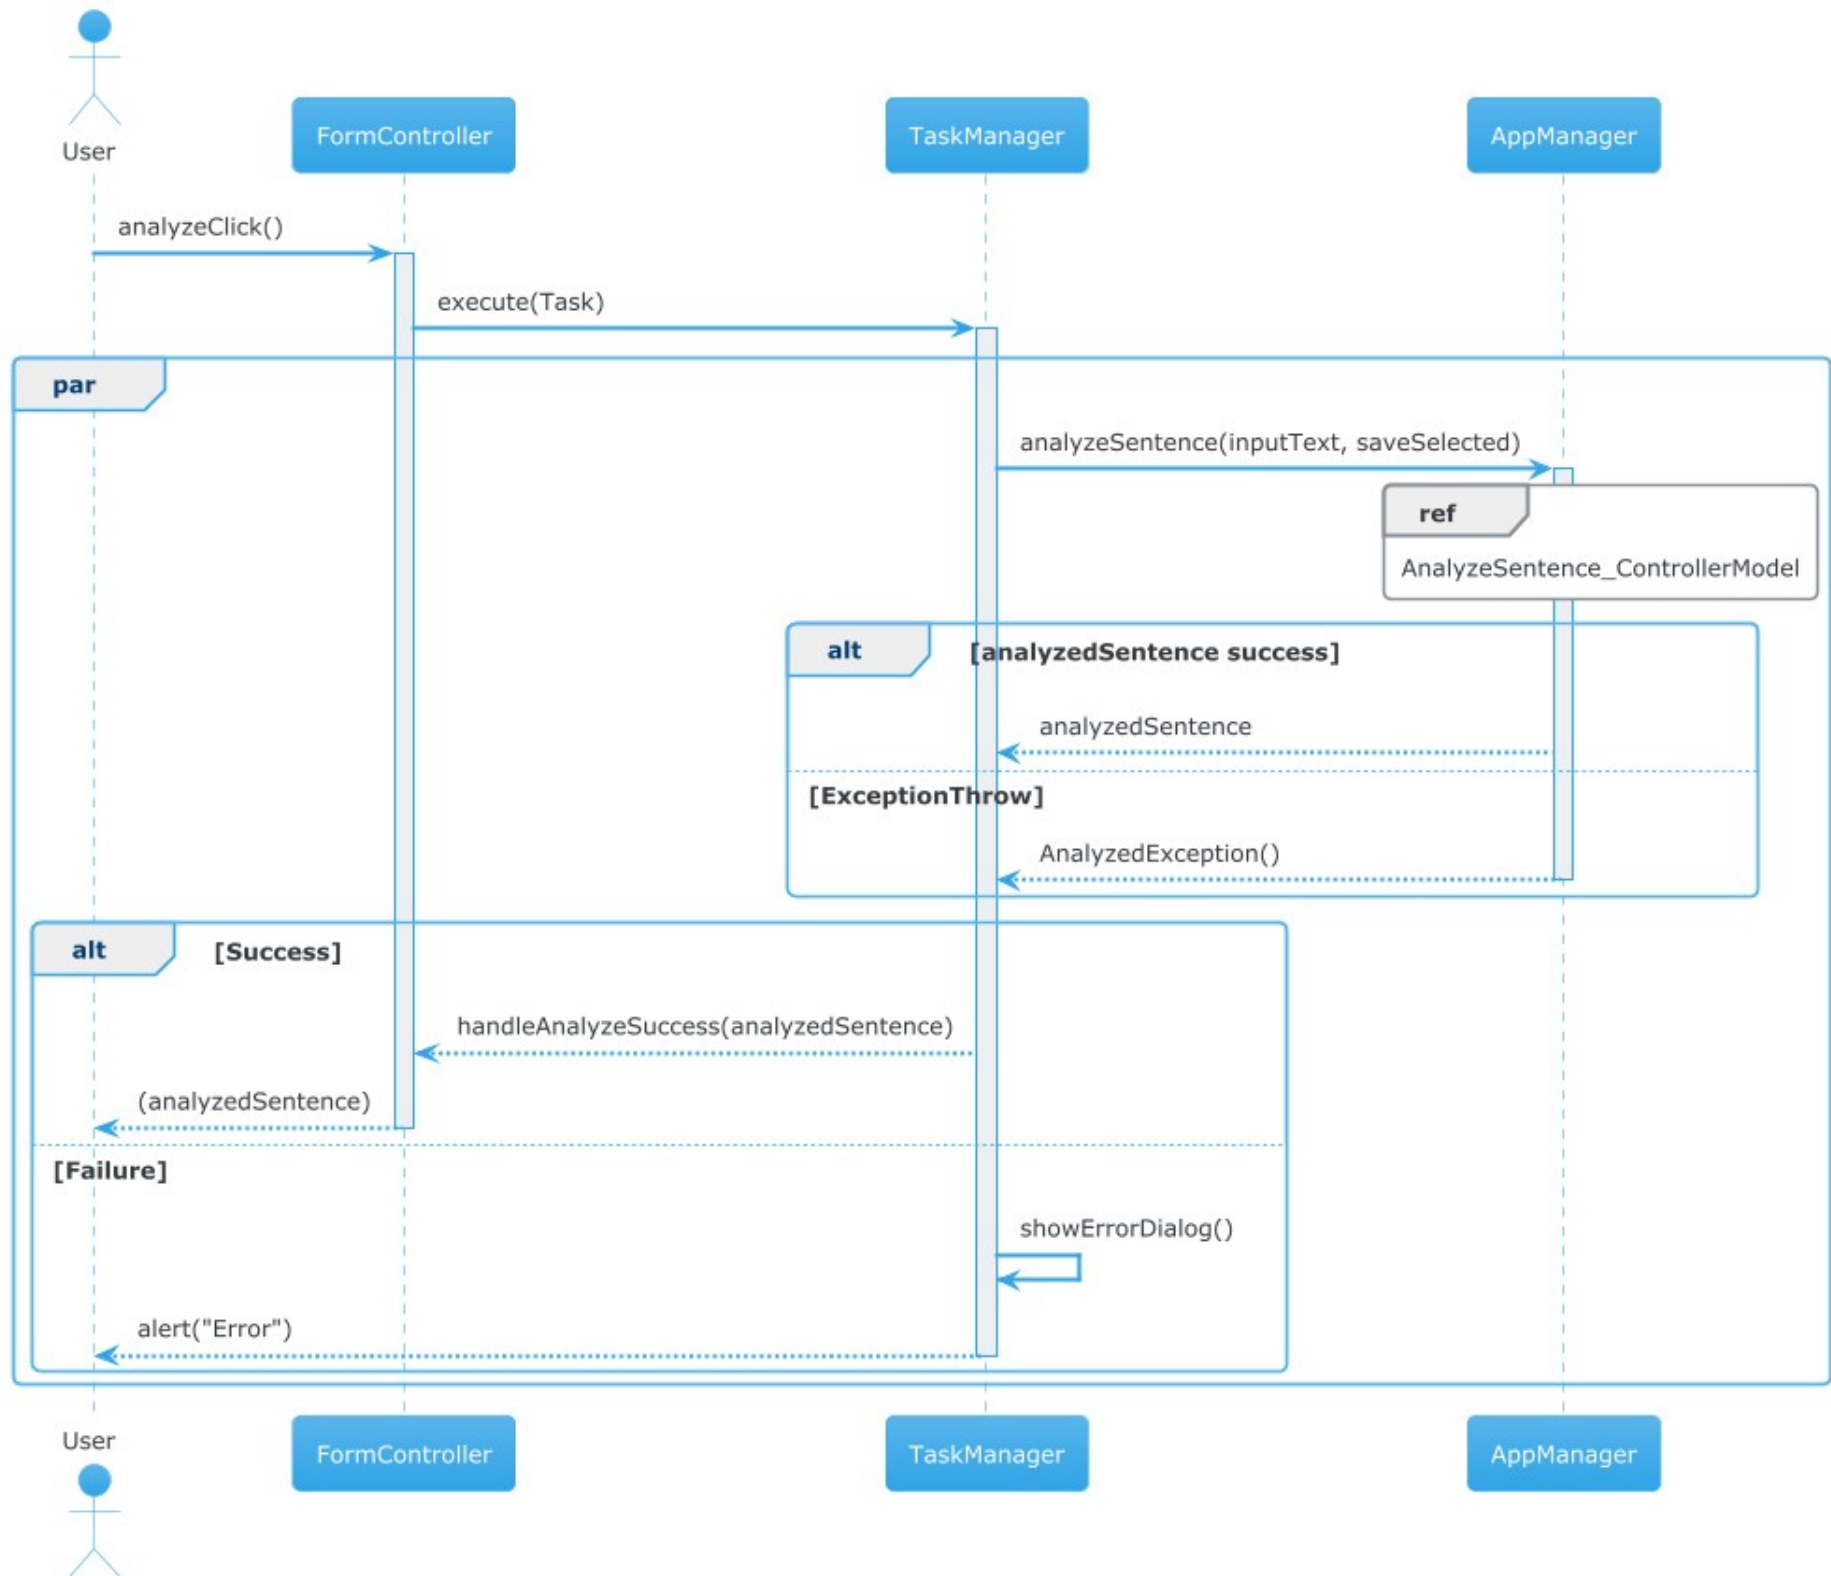 User
FormController
TaskManager
AppManager
analyzeClick()
execute(Task)
par
analyzeSentence(inputText, saveSelected)
ref
AnalyzeSentence_ControllerModel
alt
[analyzedSentence success]
analyzedSentence
[ExceptionThrow]
AnalyzedException()
alt
[Success]
handleAnalyzeSuccess(analyzedSentence)
(analyzedSentence)
[Failure]
showErrorDialog()
alert("Error")
User
FormController
TaskManager
AppManager